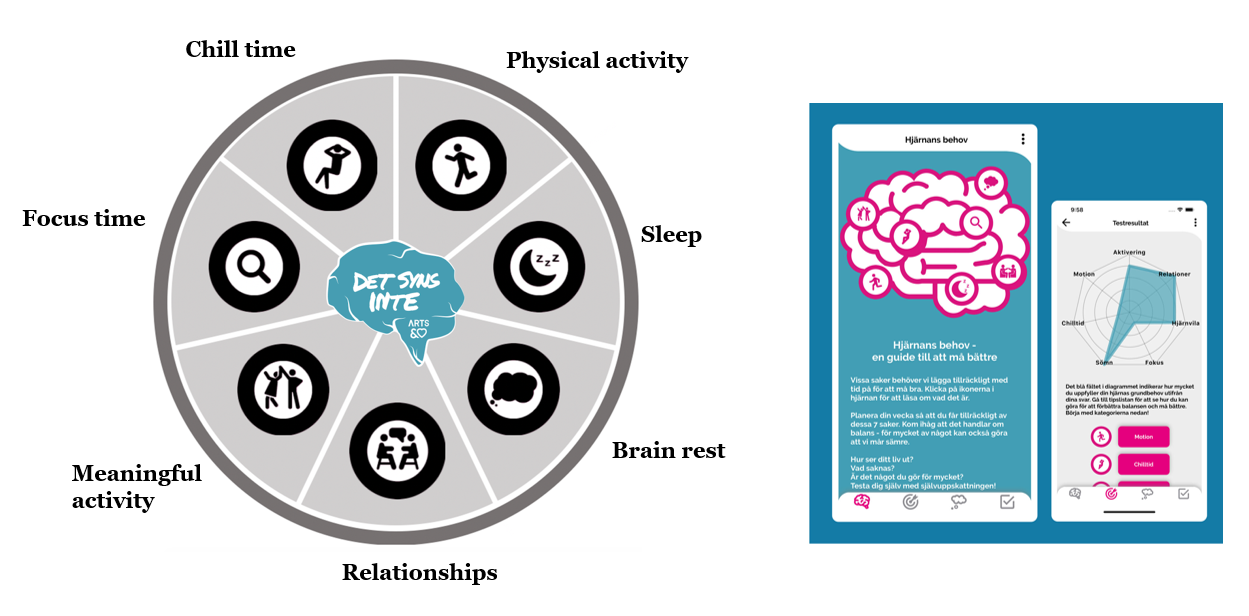 Chill time
Physical activity
Focus time
Sleep
zzz
DET SYNS
INTE
ARTS
&
Meaningful
activity
Brain rest
Relationships
Hjärnans behov
Hjärnans behov -
en guide till att må bättre
Vissa saker behöver vi lägga tillräckligt med
tid på för att må bra. Klicka på ikonerna i
hjärnan för att läsa om vad det är.
Planera din vecka så att du får tillräckligt av
dessa 7 saker. Kom ihåg att det handlar om
balans - för mycket av något kan också göra
att vi mår sämre.
Hur ser ditt liv ut?
Vad saknas?
Är det något du gör för mycket?
Testa dig själv med självuppskattningen!
9:58
Testresultat
Aktivering
Motion
Relationer
Chilltid
Hjärnvila
Sömn
Fokus
Det blå fältet i diagrammet indikerar hur mycket
du uppfyller din hjärnas grundbehov utifrån
dina svar. Gå till tipslistan för att se hur du kan
göra för att förbättra balansen och må bättre.
Börja med kategorierna nedan!
Motion
Chilltid